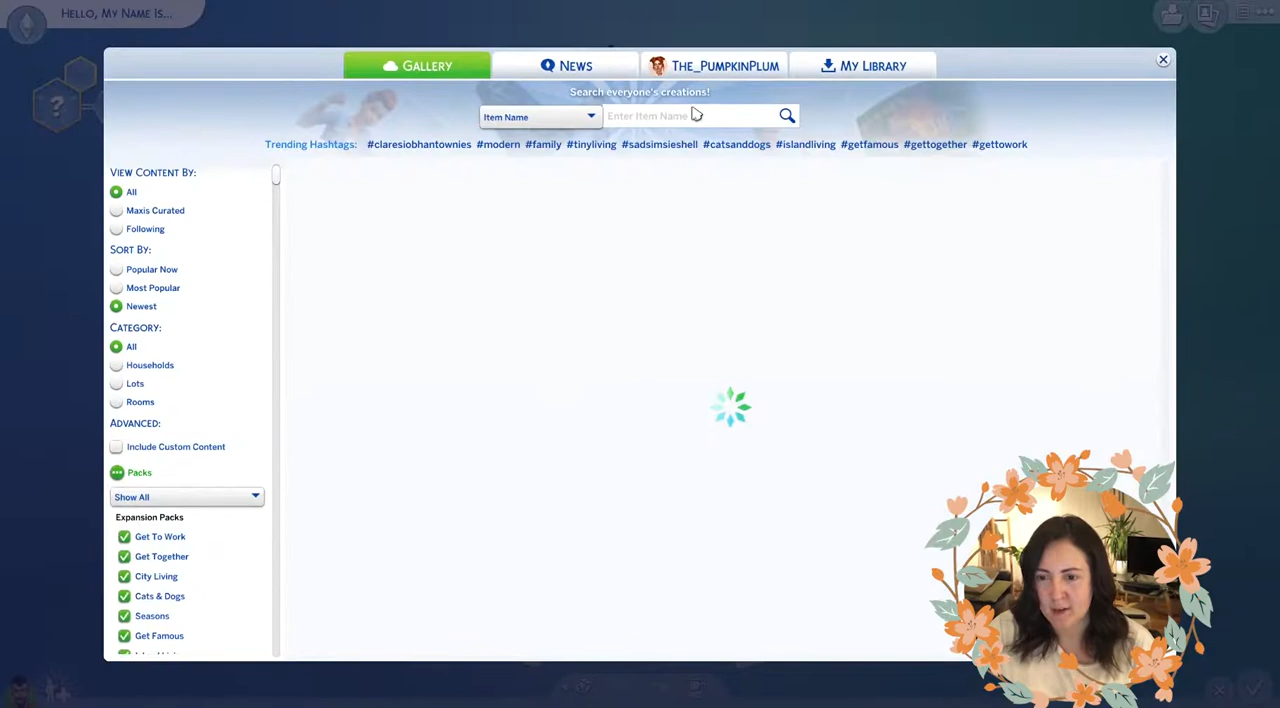 HELLO, MY NAME IS...
GALLERY
NEWS
THE_PUMPKINPLUM
MY LIBRARY
Search everyone's creations!
Item Name
Enter Item Name
Trending Hashtags: #claresiobhantownies #modern #family #tinyliving #sadsimsieshell #catsanddogs #islandliving #getfamous #gettogether #gettowork
VIEW CONTENT BY:
All
Maxis Curated
Following
SORT BY:
Popular Now
Most Popular
Newest
CATEGORY:
All
Households
Lots
Rooms
ADVANCED:
Include Custom Content
Packs
Show All
Expansion Packs
Get To Work
Get Together
City Living
Cats & Dogs
Seasons
Get Famous